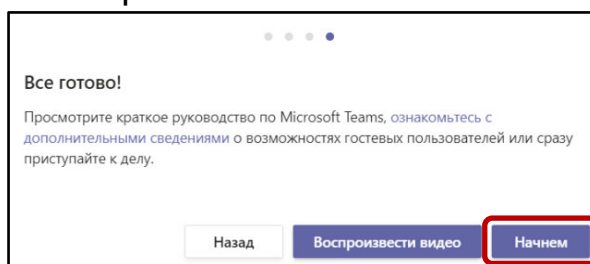 Все готово!
Просмотрите краткое руководство по Microsoft Teams, ознакомьтесь с
дополнительными сведениями о возможностях гостевых пользователей или сразу
приступайте к делу.
Назад Воспроизвести видео Начнем